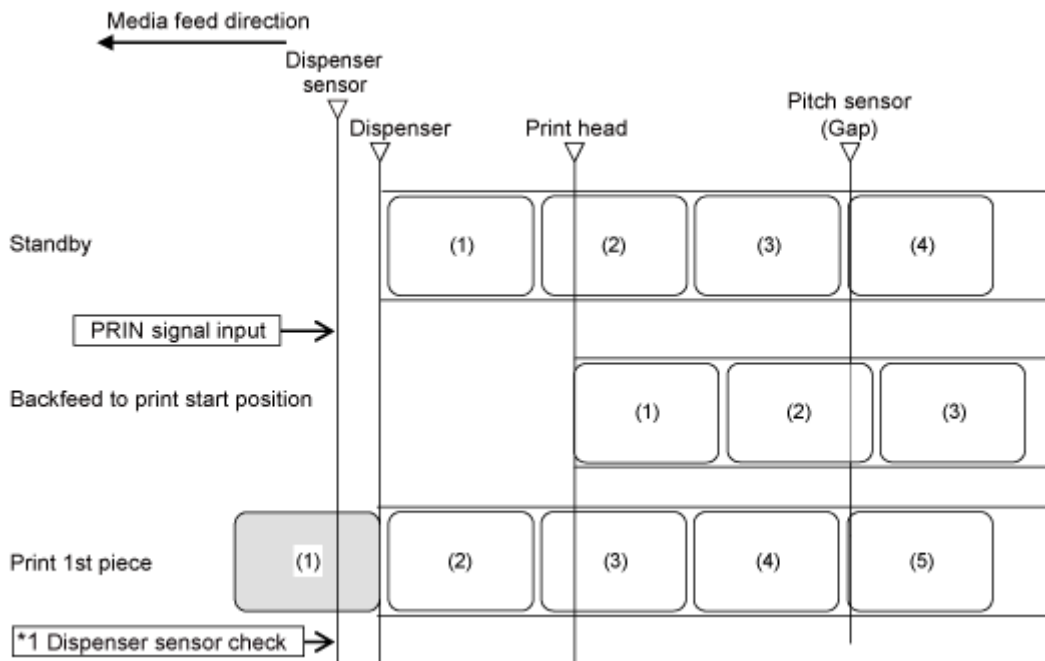 Media feed direction
Dispenser
sensor
Dispenser
Print head
Pitch sensor
(Gap)
Standby
(1)
(2)
(3)
(4)
PRIN signal input
Backfeed to print start position
(1)
(2)
(3)
Print 1st piece
(1)
(2)
(3)
(4)
(5)
*1 Dispenser sensor check